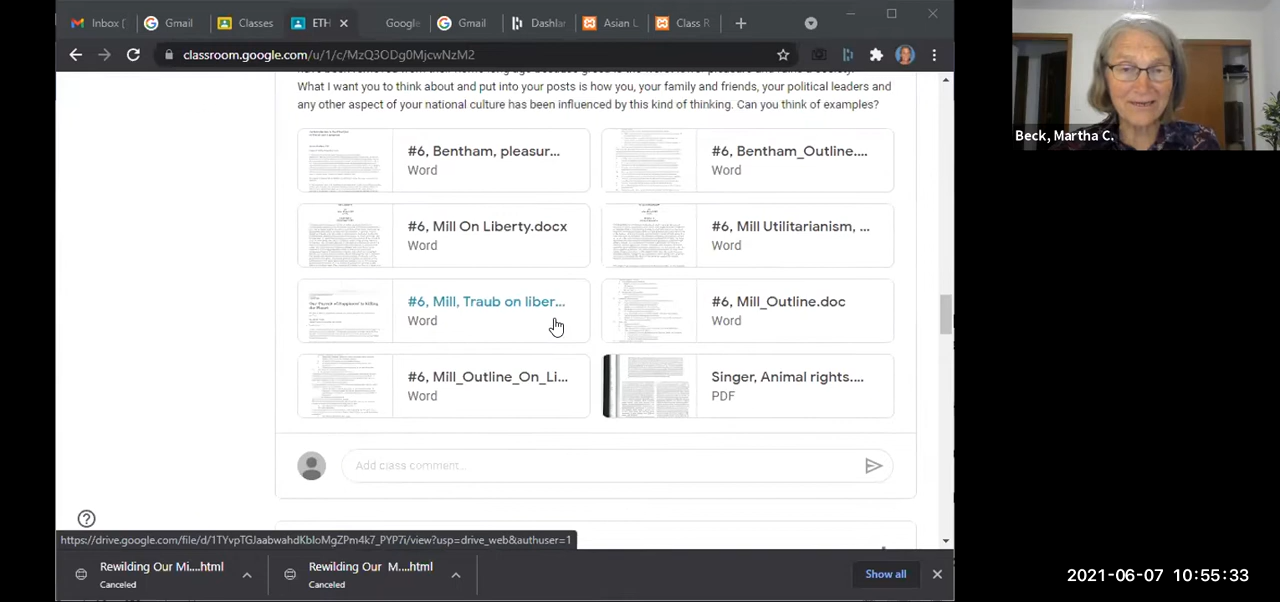 Inbox (
Gmail
Classes
ETH
Google
Gmail
Dashlar
Asian L
Class R
classroom.google.com/u/1/c/MzQ3ODg0MjcwNzM2
What I want you to think about and put into your posts is how you, your family and friends, your political leaders and
any other aspect of your national culture has been influenced by this kind of thinking. Can you think of examples?
#6, Bentham, pleasur...
Word
#6, Bentham_Outline....
Word
#6, Mill On Liberty.docx
Word
#6, Mill Utilitarianism, ...
Word
#6, Mill, Traub on liber...
Word
#6, Mill_Outline.doc
Word
#6, Mill_Outline_On_Li...
Word
Singer, Animal rights....
PDF
Add class comment...
https://drive.google.com/file/d/1TYvpTGJaabwahdKbIoMgZPm4k7_PYP7i/view?usp=drive_web&authuser=1
Rewilding Our Mi....html
Canceled
Rewilding Our M....html
Canceled
Show all
Beck, Martha C.
2021-06-07 10:55:33